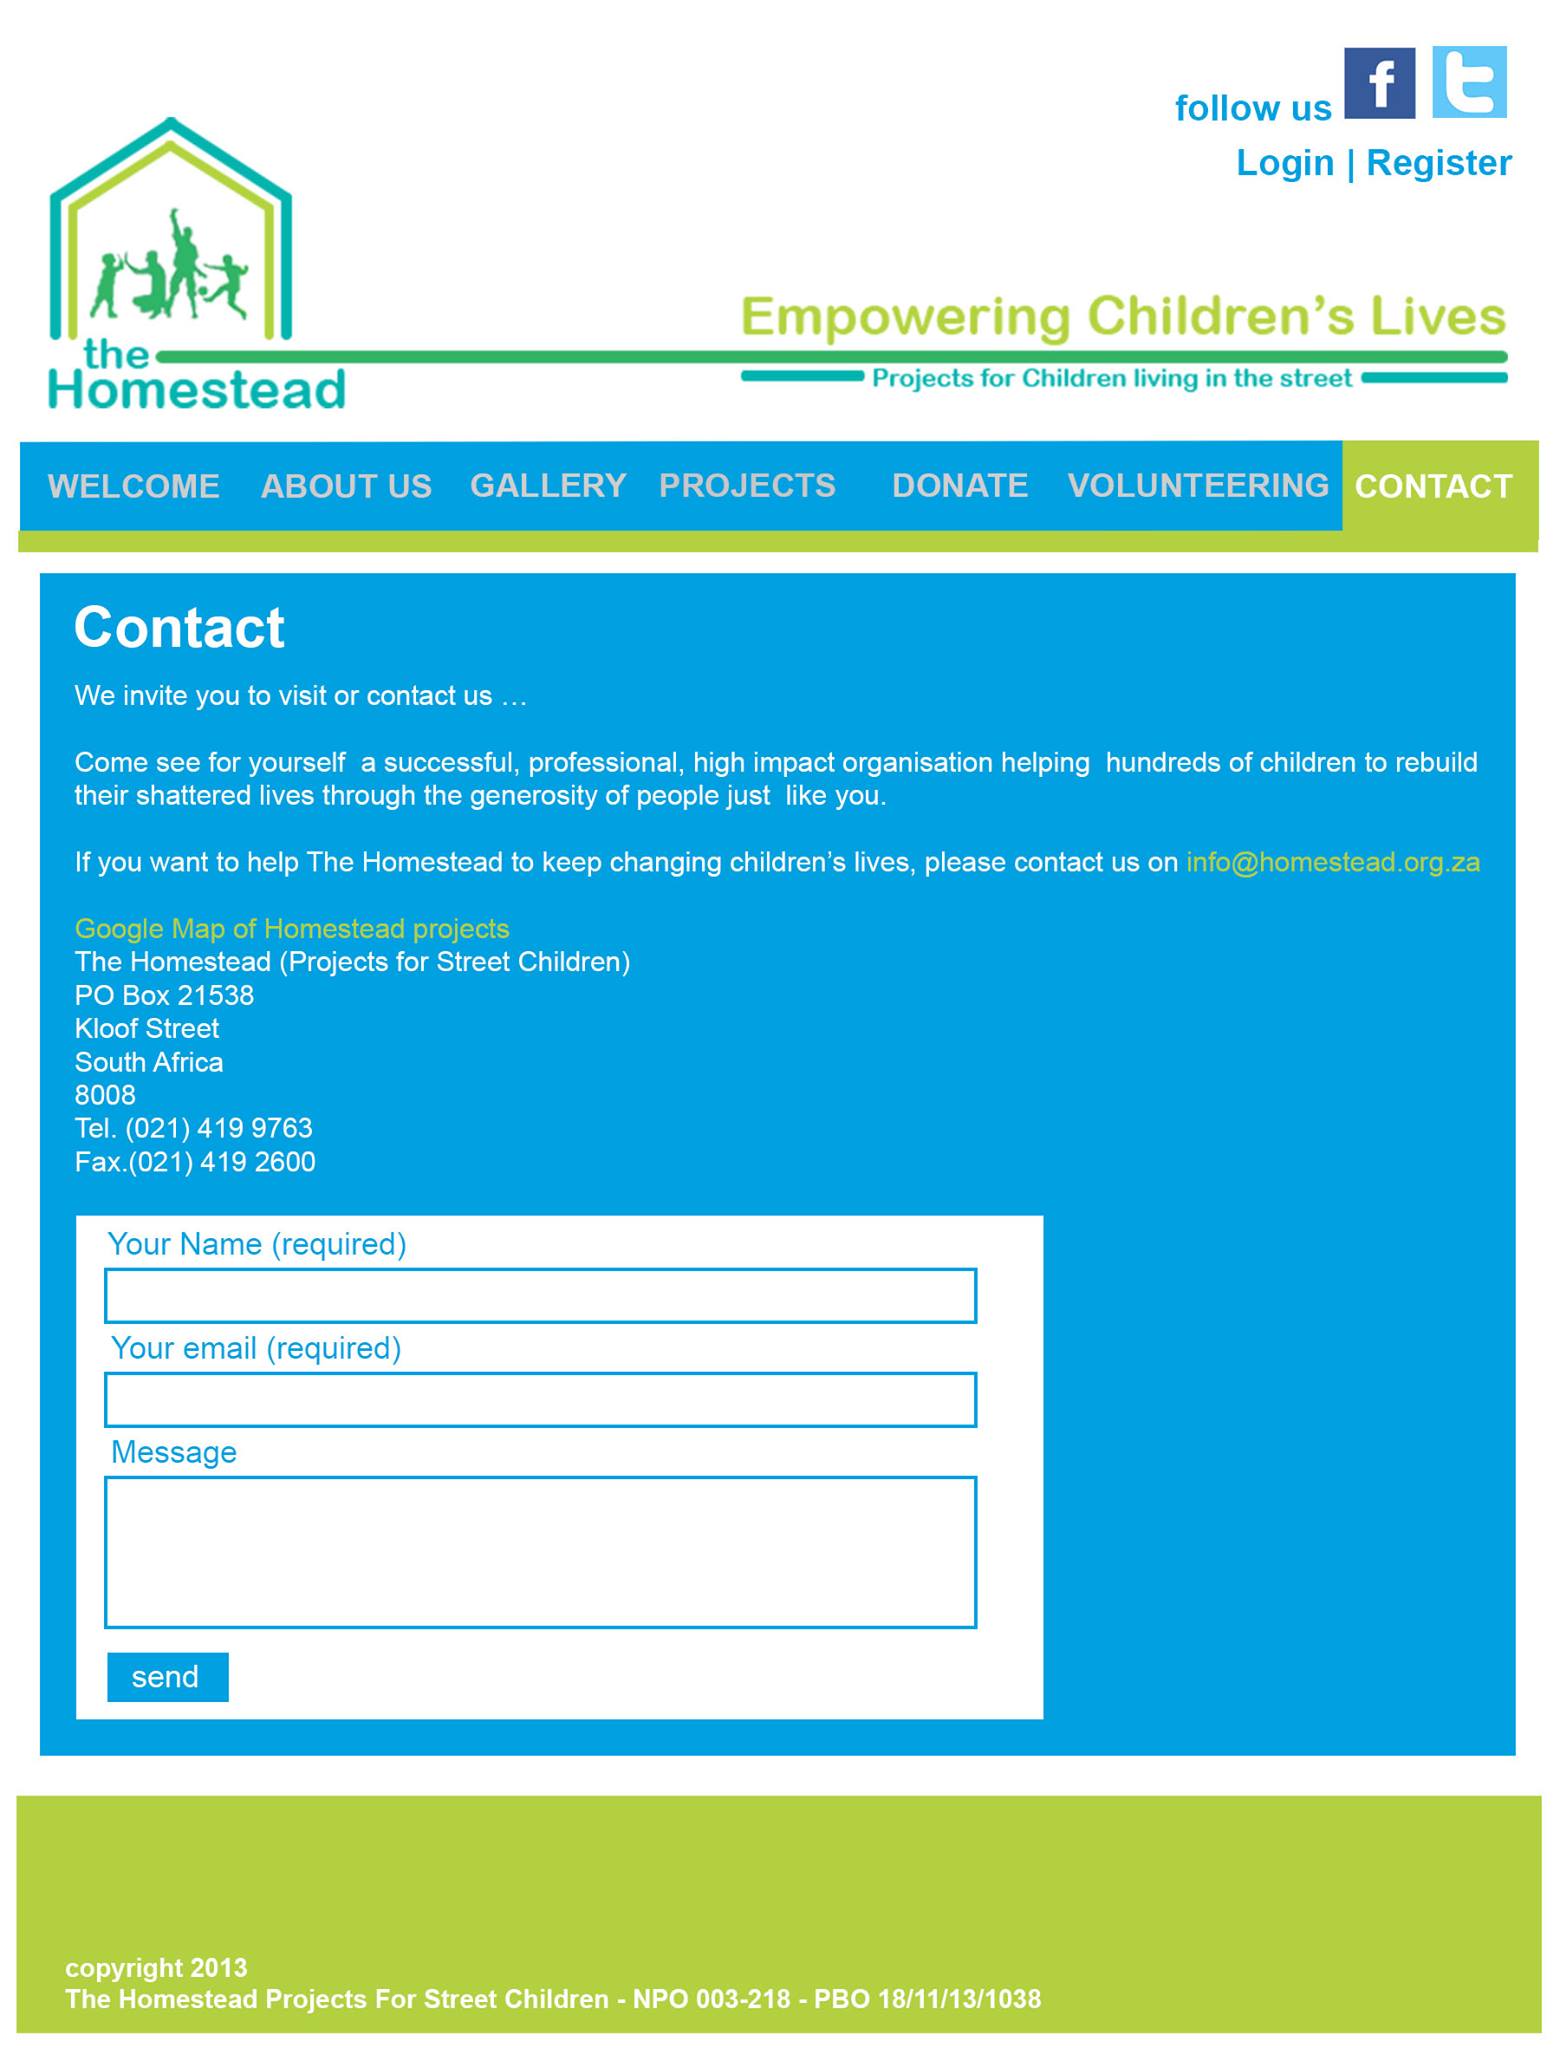 follow us
Login | Register
the
Homestead
Empowering Children’s Lives
Projects for Children living in the street
WELCOME ABOUT US GALLERY PROJECTS DONATE VOLUNTEERING CONTACT
Contact
We invite you to visit or contact us …
Come see for yourself  a successful, professional, high impact organisation helping  hundreds of children to rebuild
their shattered lives through the generosity of people just  like you.
If you want to help The Homestead to keep changing children’s lives, please contact us on info@homestead.org.za
Google Map of Homestead projects
The Homestead (Projects for Street Children)
PO Box 21538
Kloof Street
South Africa
8008
Tel. (021) 419 9763
Fax.(021) 419 2600
Your Name (required)
Your email (required)
Message
send
copyright 2013
The Homestead Projects For Street Children - NPO 003-218 - PBO 18/11/13/1038